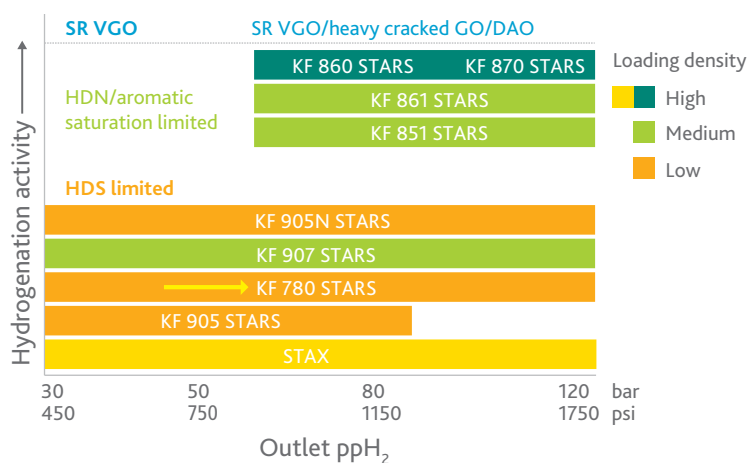 SR VGO
SR VGO/heavy cracked GO/DAO
KF 860 STARS
KF 870 STARS
HDN/aromatic
saturation limited
KF 861 STARS
KF 851 STARS
HDS limited
KF 905N STARS
KF 907 STARS
KF 780 STARS
KF 905 STARS
STAX
Hydrogenation activity
30 50 80 120 bar
450 750 1150 1750 psi
Outlet ppH₂
Loading density
High
Medium
Low